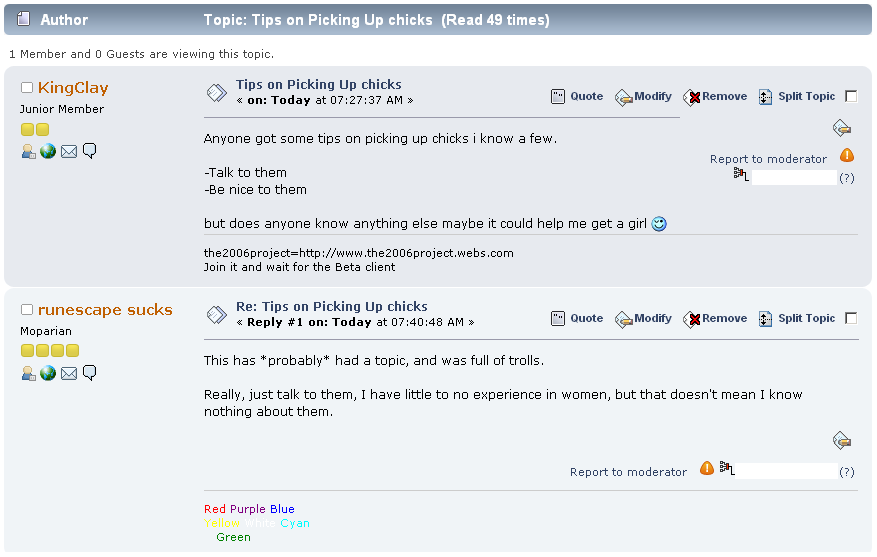 Author Topic: Tips on Picking Up chicks (Read 49 times)
1 Member and 0 Guests are viewing this topic.
KingClay
Junior Member
Tips on Picking Up chicks
« on: Today at 07:27:37 AM »
Quote Modify Remove Split Topic
Anyone got some tips on picking up chicks i know a few.
-Talk to them
-Be nice to them
but does anyone know anything else maybe it could help me get a girl
Report to moderator
(?)
the2006project=http://www.the2006project.webs.com
Join it and wait for the Beta client
runescape sucks
Moparian
Re: Tips on Picking Up chicks
« Reply #1 on: Today at 07:40:48 AM »
Quote Modify Remove Split Topic
This has *probably* had a topic, and was full of trolls.
Really, just talk to them, I have little to no experience in women, but that doesn't mean I know
nothing about them.
Report to moderator (?)
Red Purple Blue
Yellow White Cyan
Green